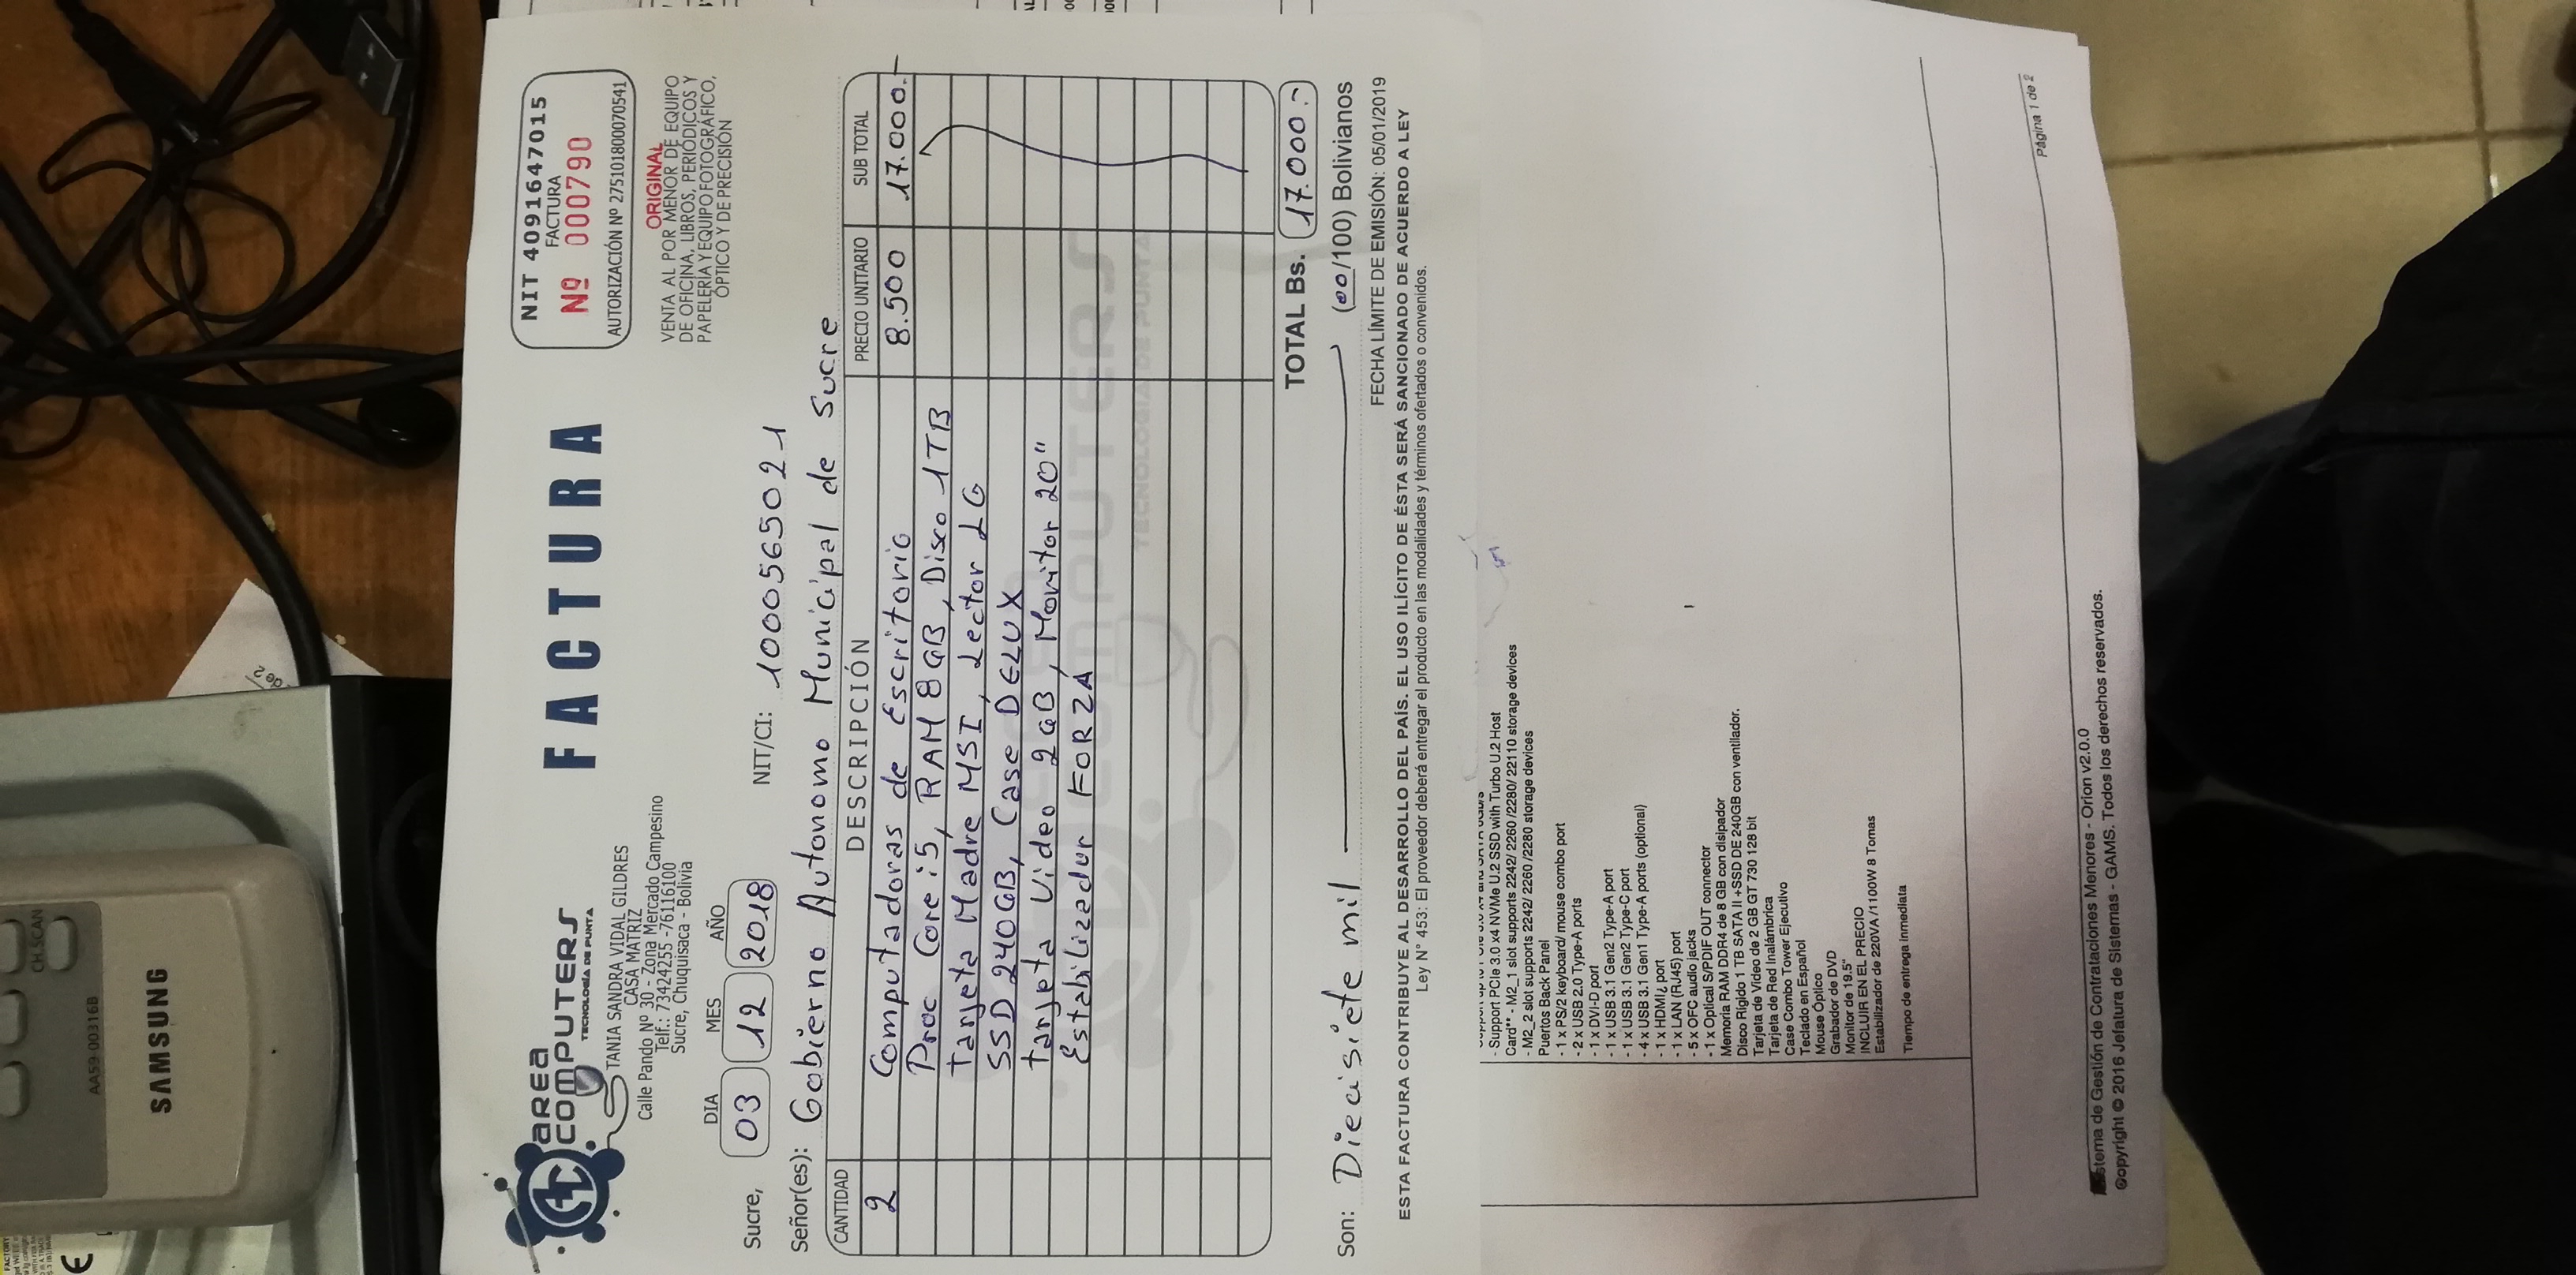 AREA
COMPUTERS
TECNOLOGÍA DE PUNTA
TANIA SANDRA VIDAL GILDRES
CASA MATRIZ
Calle Pando Nº 30 - Zona Mercado Campesino
Telf.: 73424255 -76116100
Sucre, Chuquisaca - Bolivia
FACTURA
NIT 4091647015
FACTURA
Nº 000790
AUTORIZACIÓN Nº 275101800070541
ORIGINAL
VENTA AL POR MENOR DE EQUIPO
DE OFICINA, LIBROS, PERIÓDICOS Y
PAPELERÍA Y EQUIPO FOTOGRÁFICO,
ÓPTICO Y DE PRECISIÓN
DIA MES AÑO
Sucre, 03 12 2018 NIT/CI: 1000565021
Señor(es): Gobierno Autonomo Municipal de Sucre
CANTIDAD DESCRIPCIÓN PRECIO UNITARIO SUB TOTAL
2 Computadoras de Escritorio 8.500 17.000.-
Proc Core i5, RAM 8GB, Disco 1TB
Tarjeta Madre MSI, Lector LG
SSD 240GB, Case DELUX
Tarjeta Video 2GB, Monitor 20"
Estabilizador FORZA
TOTAL Bs. 17.000.-
Son: Diecisiete mil (00/100) Bolivianos
FECHA LÍMITE DE EMISIÓN: 05/01/2019
ESTA FACTURA CONTRIBUYE AL DESARROLLO DEL PAÍS. EL USO ILÍCITO DE ÉSTA SERÁ SANCIONADO DE ACUERDO A LEY
Ley N° 453: El proveedor deberá entregar el producto en las modalidades y términos ofertados o convenidos.
- Support PCIe 3.0 x4 NVMe U.2 SSD with Turbo U.2 Host
Card** - M2_1 slot supports 2242/ 2260 /2280/ 22110 storage devices
- M2_2 slot supports 2242/ 2260 /2280 storage devices
Puertos Back Panel
- 1 x PS/2 keyboard/ mouse combo port
- 2 x USB 2.0 Type-A ports
- 1 x DVI-D port
- 1 x USB 3.1 Gen2 Type-A port
- 1 x USB 3.1 Gen2 Type-C port
- 4 x USB 3.1 Gen1 Type-A ports (optional)
- 1 x HDMI¿ port
- 1 x LAN (RJ45) port
- 5 x OFC audio jacks
- 1 x Optical S/PDIF OUT connector
Memoria RAM DDR4 de 8 GB con disipador
Disco Rigido 1 TB SATA II +SSD DE 240GB con ventilador.
Tarjeta de Video de 2 GB GT 730 128 bit
Tarjeta de Red Inalámbrica
Case Combo Tower Ejecutivo
Teclado en Español
Mouse Óptico
Grabador de DVD
Monitor de 19.5"
INCLUIR EN EL PRECIO
Estabilizador de 220VA /1100W 8 Tomas
Tiempo de entrega inmediata
Página 1 de 2
stema de Gestión de Contrataciones Menores - Orion v2.0.0
Copyright © 2016 Jefatura de Sistemas - GAMS. Todos los derechos reservados.
CH.SCAN
AA59-00316B
SAMSUNG
de 2